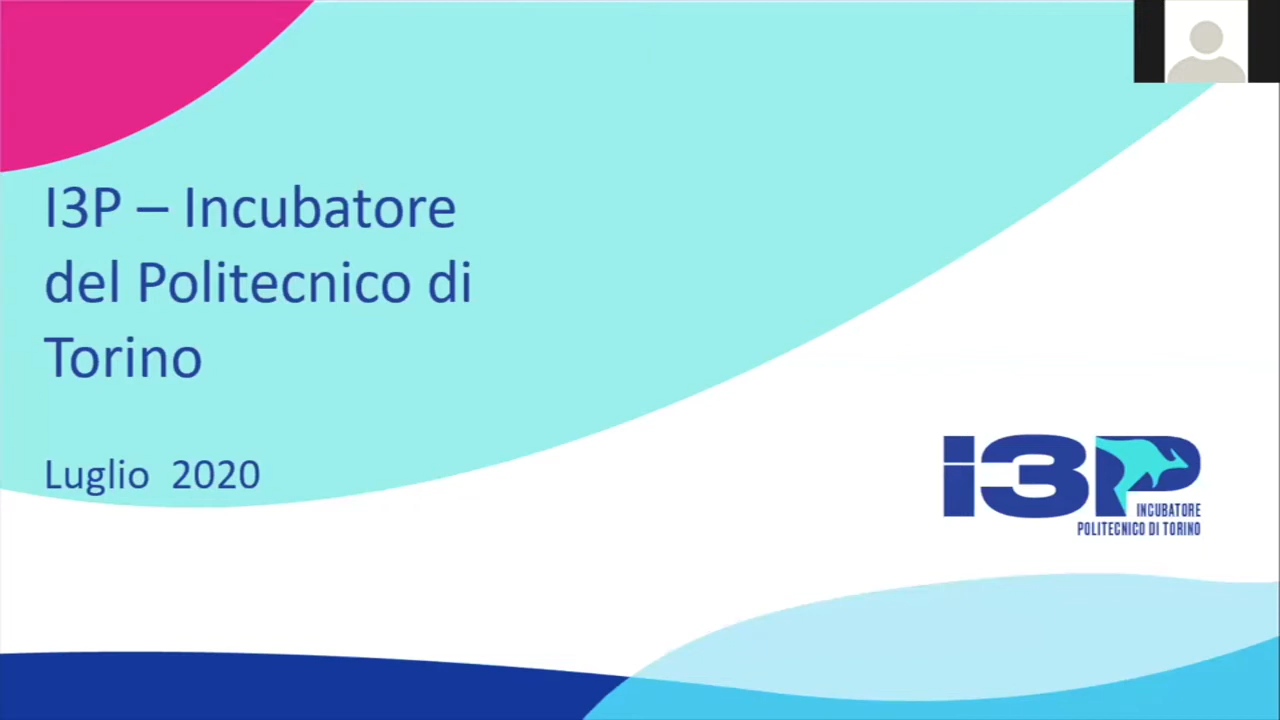 I3P – Incubatore
del Politecnico di
Torino
Luglio 2020
i3P
INCUBATORE
POLITECNICO DI TORINO